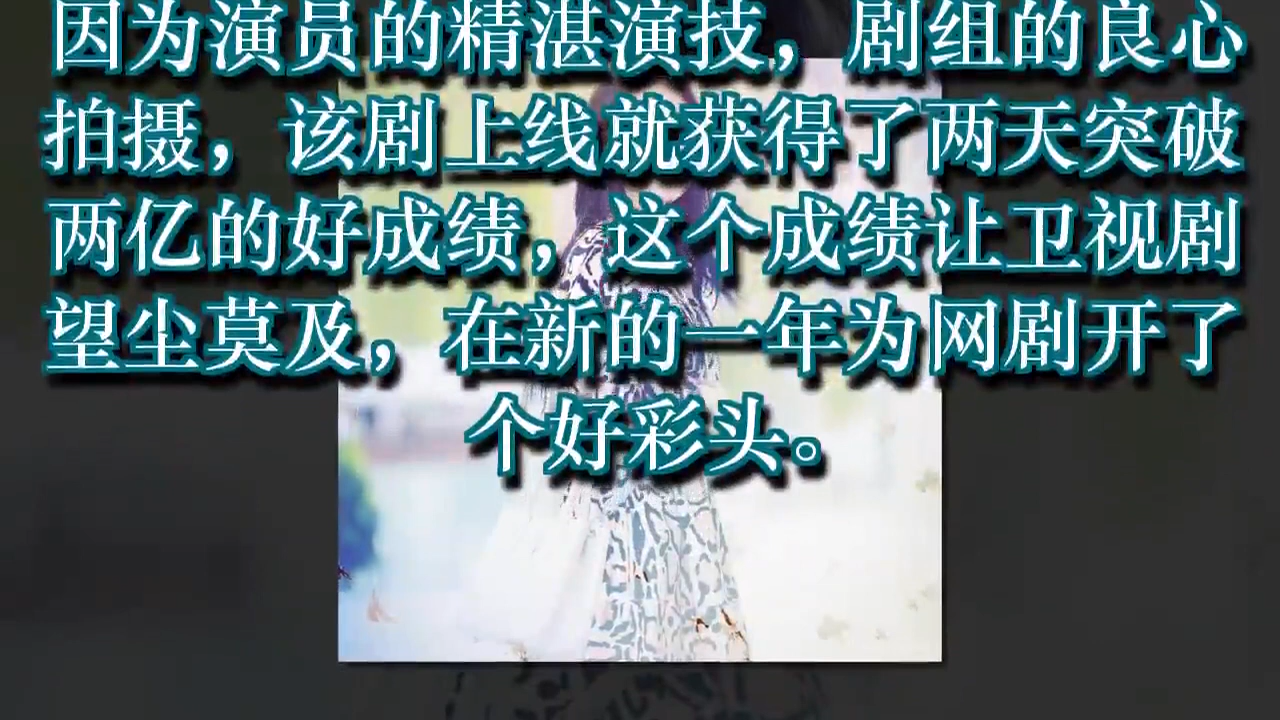 因为演员的精湛演技，剧组的良心
拍摄，该剧上线就获得了两天突破
两亿的好成绩，这个成绩让卫视剧
望尘莫及，在新的一年为网剧开了
个好彩头。